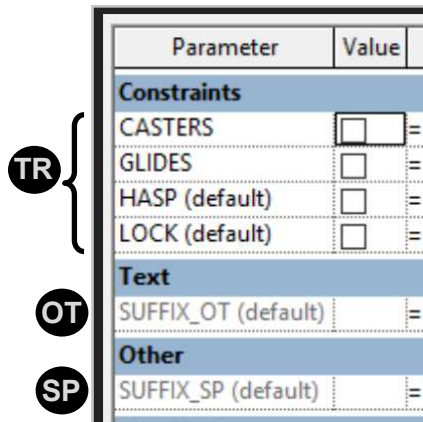 Parameter Value
Constraints
TR
CASTERS =
GLIDES =
HASP (default) =
LOCK (default) =
Text
OT SUFFIX_OT (default) =
Other
SP SUFFIX_SP (default) =